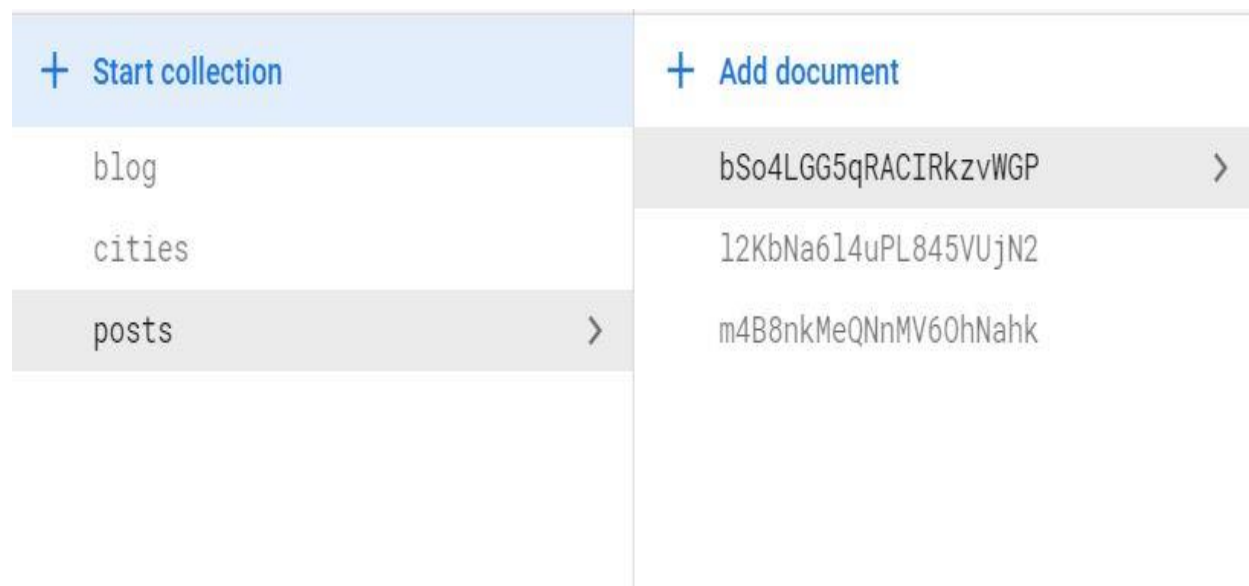 + Start collection
blog
cities
posts
+ Add document
bSo4LGG5qRACIRkzvWGP
l2KbNa6l4uPL845VUjN2
m4B8nkMeQNnMV6OhNahk